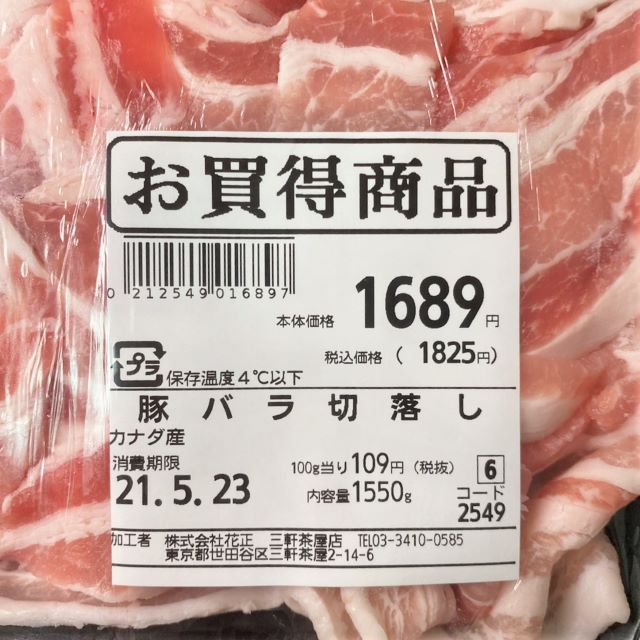 お買得商品
0 212549 016897
本体価格 1689円
税込価格 ( 1825円)
プラ 保存温度4℃以下
豚バラ切落し
カナダ産
消費期限 100g当り109円(税抜) 6
21.5.23 内容量1550g コード
2549
加工者 株式会社花正 三軒茶屋店 TEL03-3410-0585
東京都世田谷区三軒茶屋2-14-6